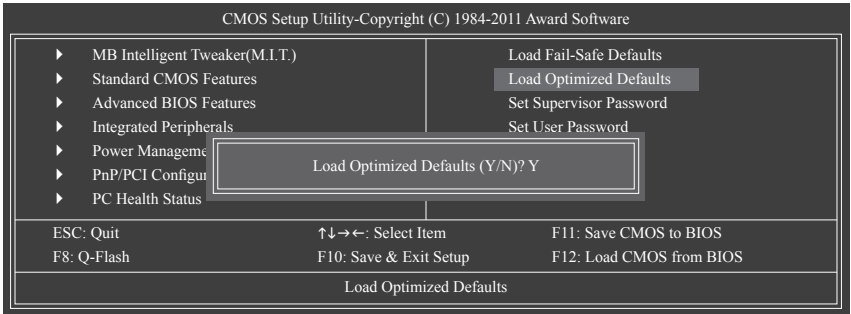 CMOS Setup Utility-Copyright (C) 1984-2011 Award Software
MB Intelligent Tweaker(M.I.T.)
Standard CMOS Features
Advanced BIOS Features
Integrated Peripherals
Power Manageme
PnP/PCI Configur
PC Health Status
Load Fail-Safe Defaults
Load Optimized Defaults
Set Supervisor Password
Set User Password
Load Optimized Defaults (Y/N)? Y
ESC: Quit ↑↓→←: Select Item F11: Save CMOS to BIOS
F8: Q-Flash F10: Save & Exit Setup F12: Load CMOS from BIOS
Load Optimized Defaults